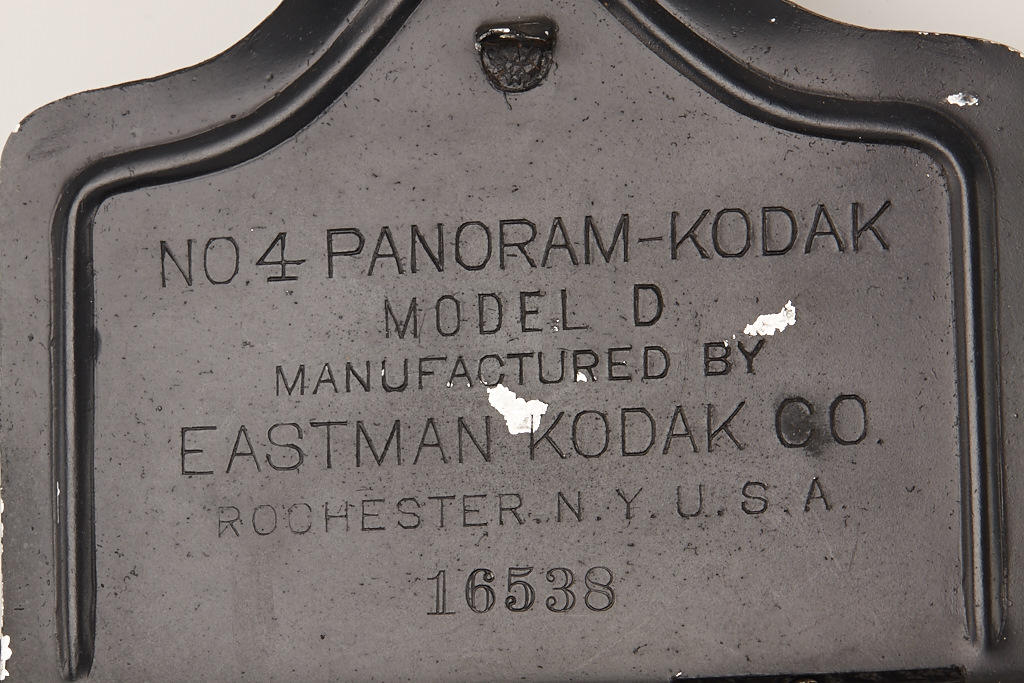 NO. 4 PANORAM-KODAK
MODEL D
MANUFACTURED BY
EASTMAN KODAK CO.
ROCHESTER. N. Y. U. S. A.
16538